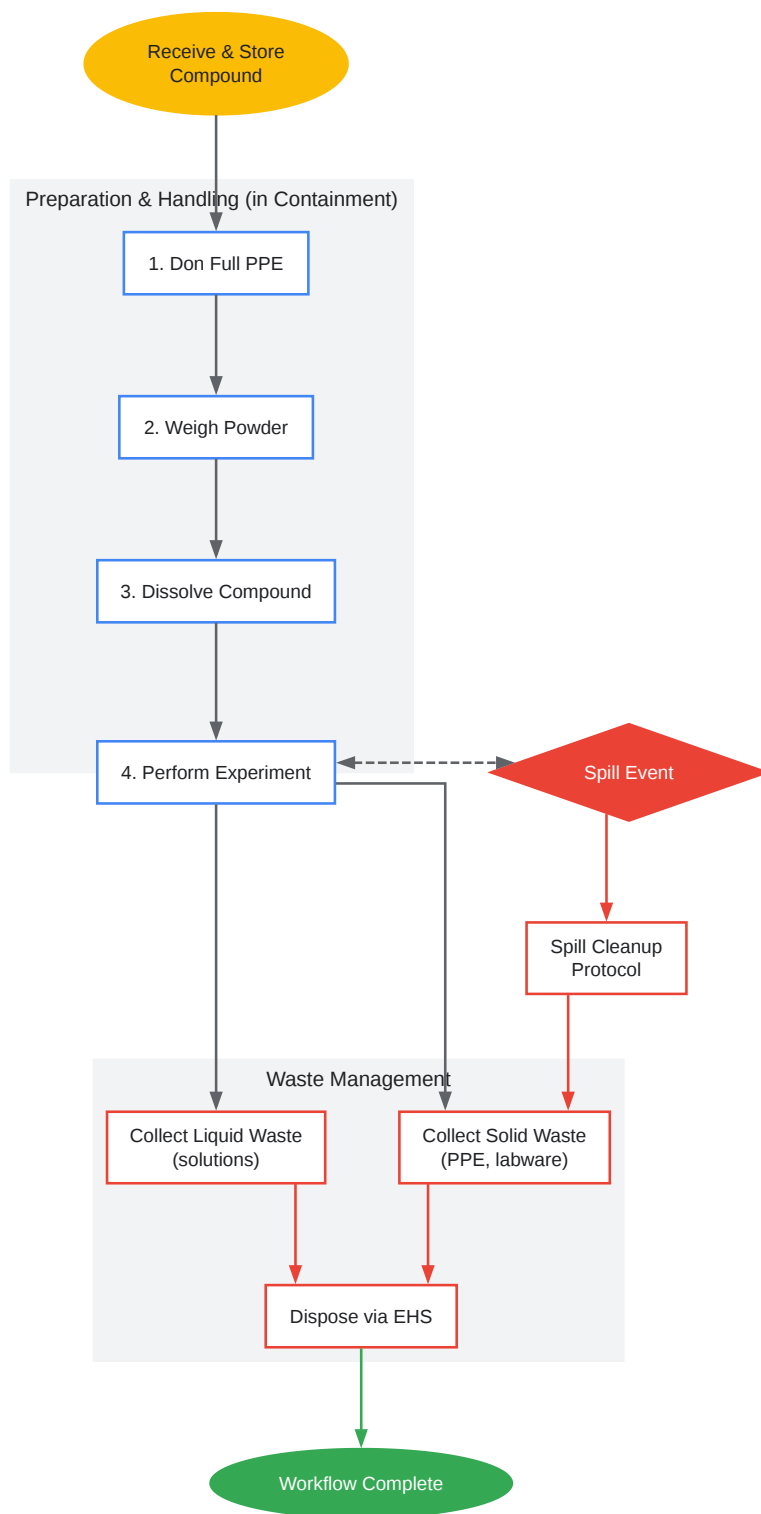 Receive & Store
Compound
Preparation & Handling (in Containment)
1. Don Full PPE
2. Weigh Powder
3. Dissolve Compound
4. Perform Experiment
Spill Event
Spill Cleanup
Protocol
Waste Management
Collect Liquid Waste
(solutions)
Collect Solid Waste
(PPE, labware)
Dispose via EHS
Workflow Complete